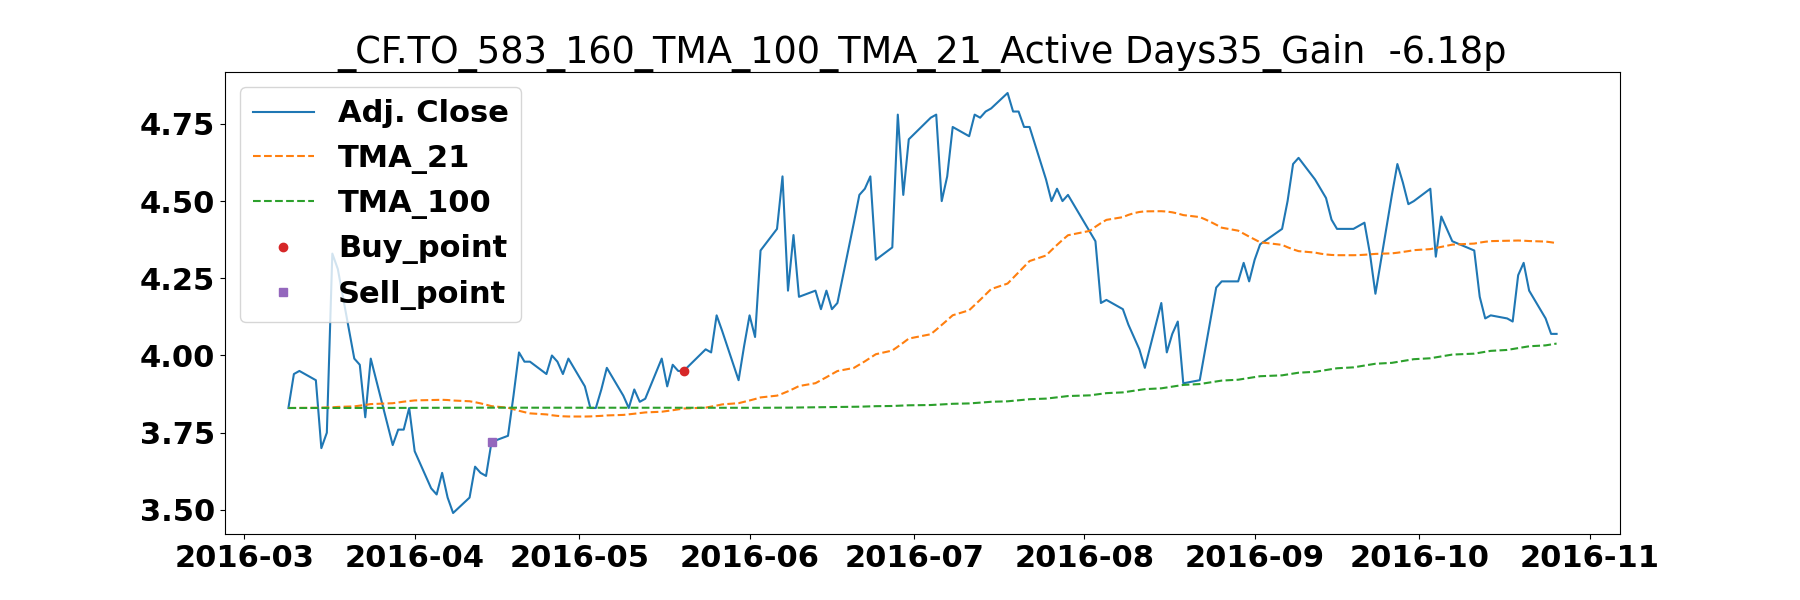 _CF.TO_583_160_TMA_100_TMA_21_Active Days35_Gain  -6.18p
Adj. Close
TMA_21
TMA_100
Buy_point
Sell_point
4.75
4.50
4.25
4.00
3.75
3.50
2016-03 2016-04 2016-05 2016-06 2016-07 2016-08 2016-09 2016-10 2016-11